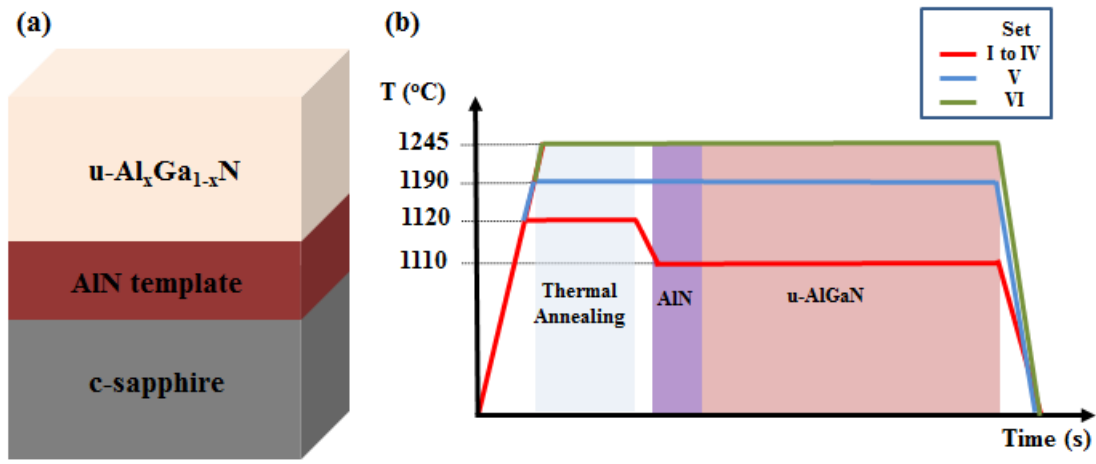 (a)
u-AlₓGa₁₋ₓN
AlN template
c-sapphire
(b)
Set
I to IV
V
VI
T (°C)
1245
1190
1120
1110
Thermal
Annealing
AlN
u-AlGaN
Time (s)